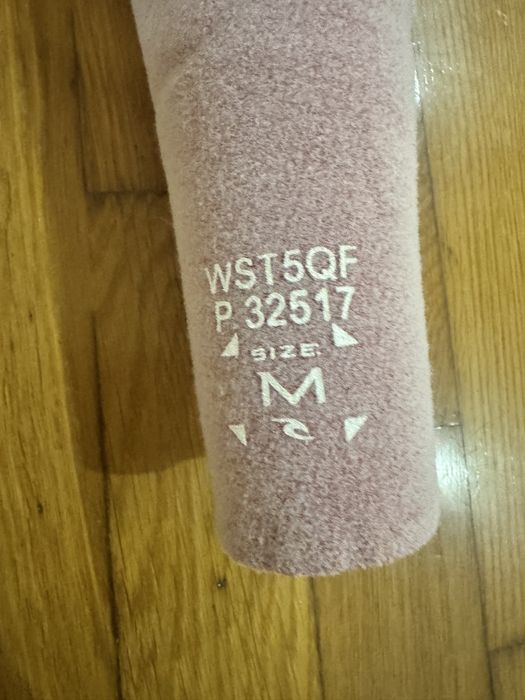 WST5QF
P. 32517
SIZE:
M